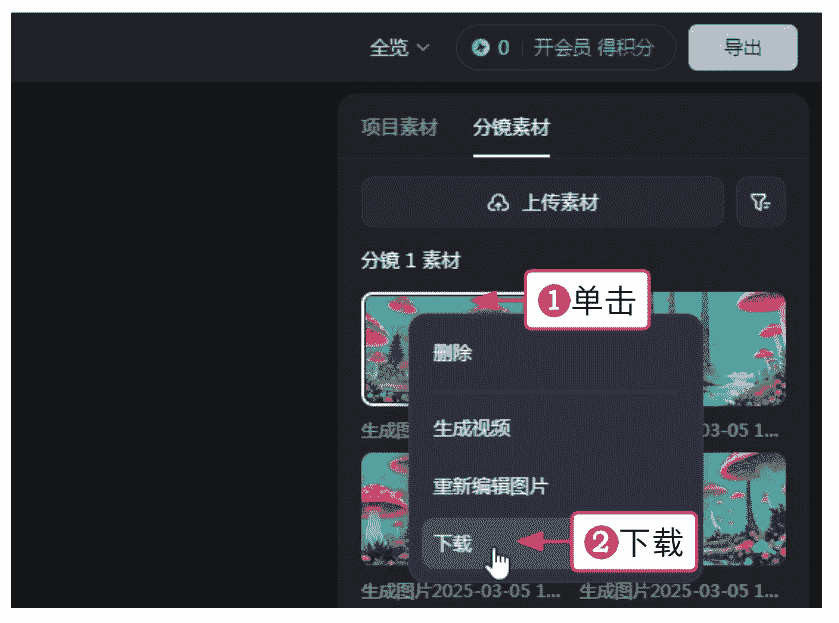 全览 0 开会员 得积分 导出
项目素材 分镜素材
上传素材
分镜 1 素材
1单击
删除
生成图
生成视频
03-05 1...
重新编辑图片
下载
2下载
生成图片2025-03-05 1... 生成图片2025-03-05 1...